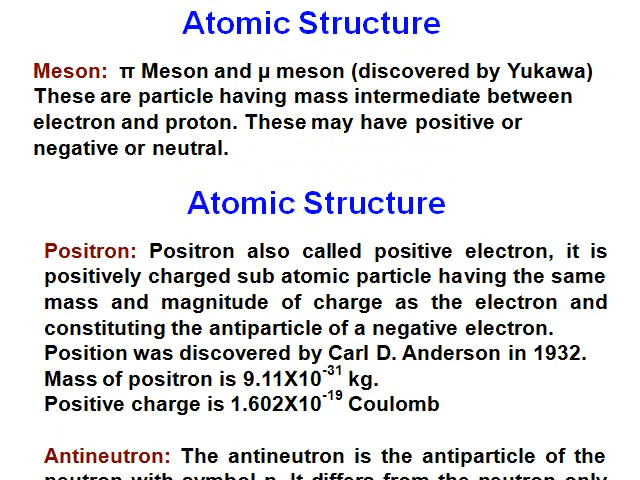 Atomic Structure
Meson: π Meson and μ meson (discovered by Yukawa)
These are particle having mass intermediate between
electron and proton. These may have positive or
negative or neutral.
Atomic Structure
Positron: Positron also called positive electron, it is
positively charged sub atomic particle having the same
mass and magnitude of charge as the electron and
constituting the antiparticle of a negative electron.
Position was discovered by Carl D. Anderson in 1932.
Mass of positron is 9.11X10⁻³¹ kg.
Positive charge is 1.602X10⁻¹⁹ Coulomb
Antineutron: The antineutron is the antiparticle of the
neutron with symbol n. It differs from the neutron only